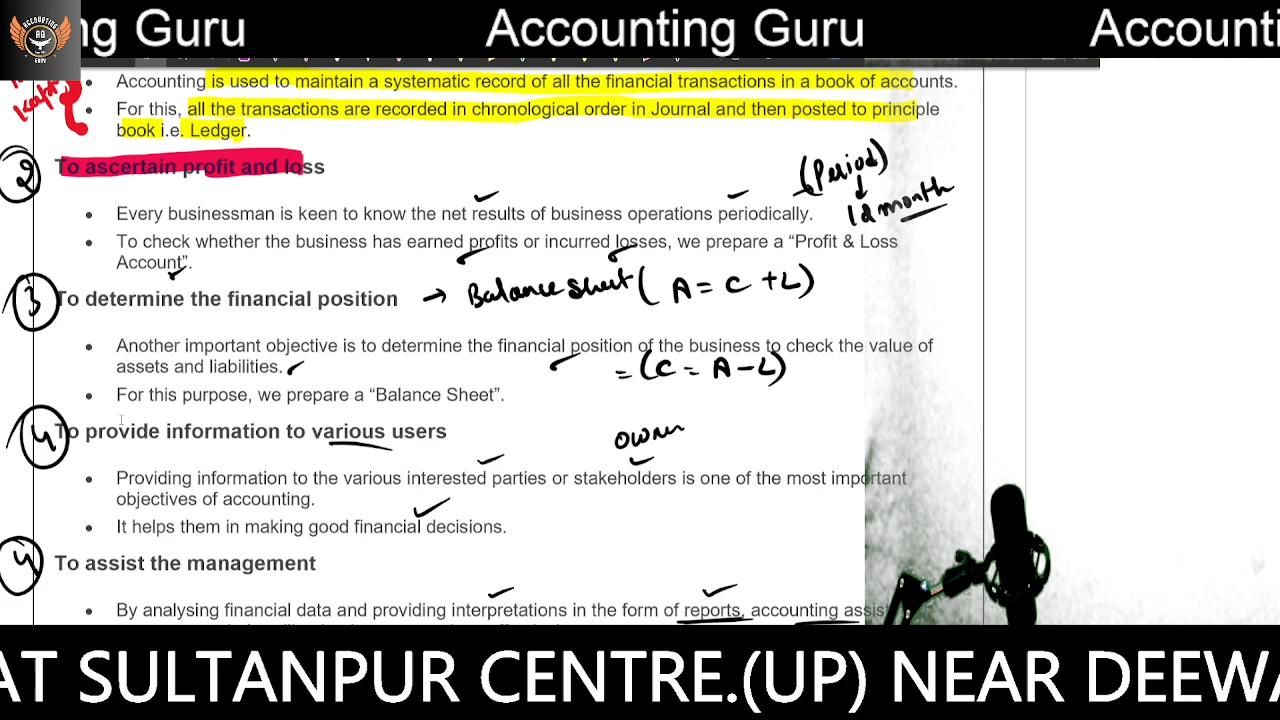 ng Guru Accounting Guru Accounti
ACCOUNTING
AG
GURU
Accounting is used to maintain a systematic record of all the financial transactions in a book of accounts.
For this, all the transactions are recorded in chronological order in Journal and then posted to principle
book i.e. Ledger.
2 To ascertain profit and loss
(Period)
12 month
Every businessman is keen to know the net results of business operations periodically.
To check whether the business has earned profits or incurred losses, we prepare a “Profit & Loss
Account”.
3 To determine the financial position → Balance sheet ( A = C + L)
Another important objective is to determine the financial position of the business to check the value of
assets and liabilities.
= (C = A - L)
For this purpose, we prepare a “Balance Sheet”.
4 To provide information to various users
owner
Providing information to the various interested parties or stakeholders is one of the most important
objectives of accounting.
It helps them in making good financial decisions.
4 To assist the management
By analysing financial data and providing interpretations in the form of reports, accounting assis
AT SULTANPUR CENTRE.(UP) NEAR DEEWA